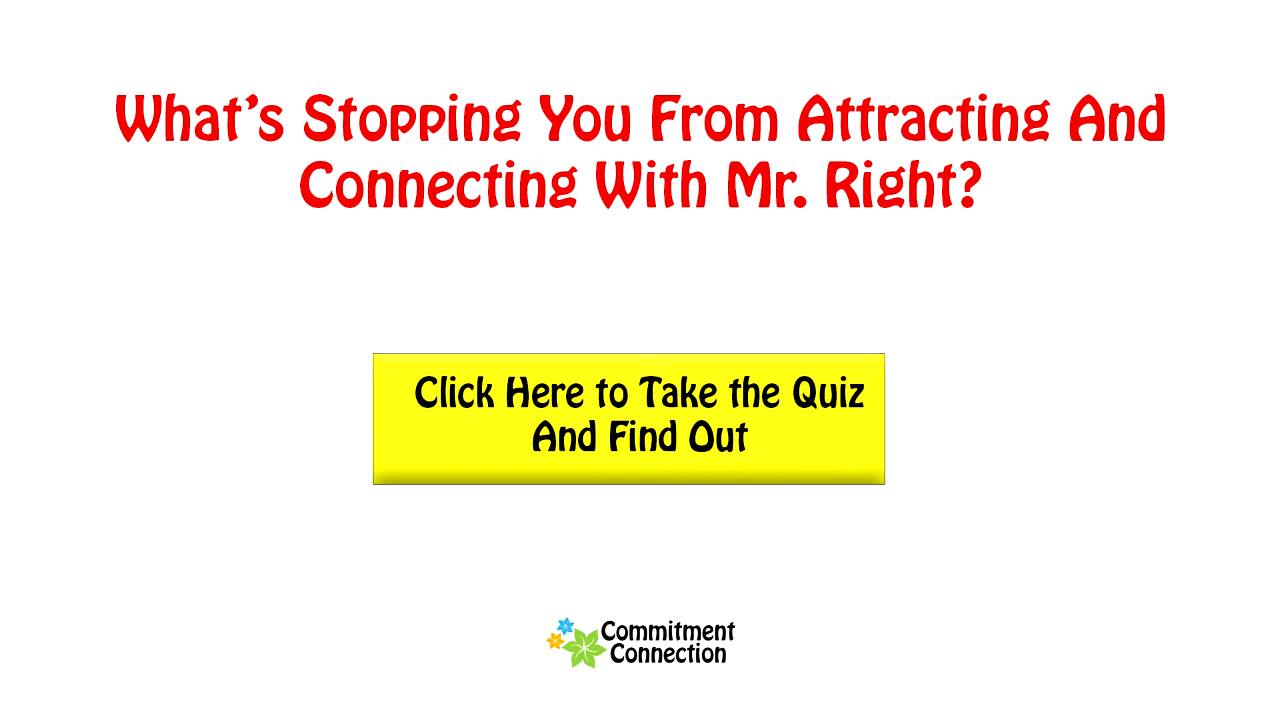 What's Stopping You From Attracting And
Connecting With Mr. Right?
Click Here to Take the Quiz
And Find Out
Commitment
Connection